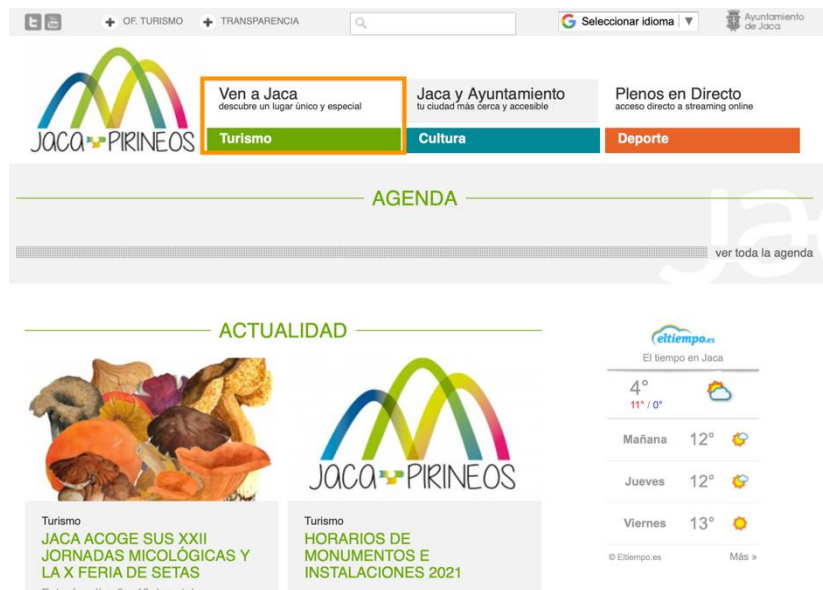 + OF. TURISMO + TRANSPARENCIA
G Seleccionar idioma ▼
Ayuntamiento
de Jaca
Ven a Jaca
descubre un lugar único y especial
Turismo
Jaca y Ayuntamiento
tu ciudad más cerca y accesible
Cultura
Plenos en Directo
acceso directo a streaming online
Deporte
JACA Y PIRINEOS
AGENDA
ver toda la agenda
ACTUALIDAD
Turismo
JACA ACOGE SUS XXII
JORNADAS MICOLÓGICAS Y
LA X FERIA DE SETAS
JACA Y PIRINEOS
Turismo
HORARIOS DE
MONUMENTOS E
INSTALACIONES 2021
eltiempo.es
El tiempo en Jaca
4°
11° / 0°
Mañana 12°
Jueves 12°
Viernes 13°
© Eltiempo.es Más »